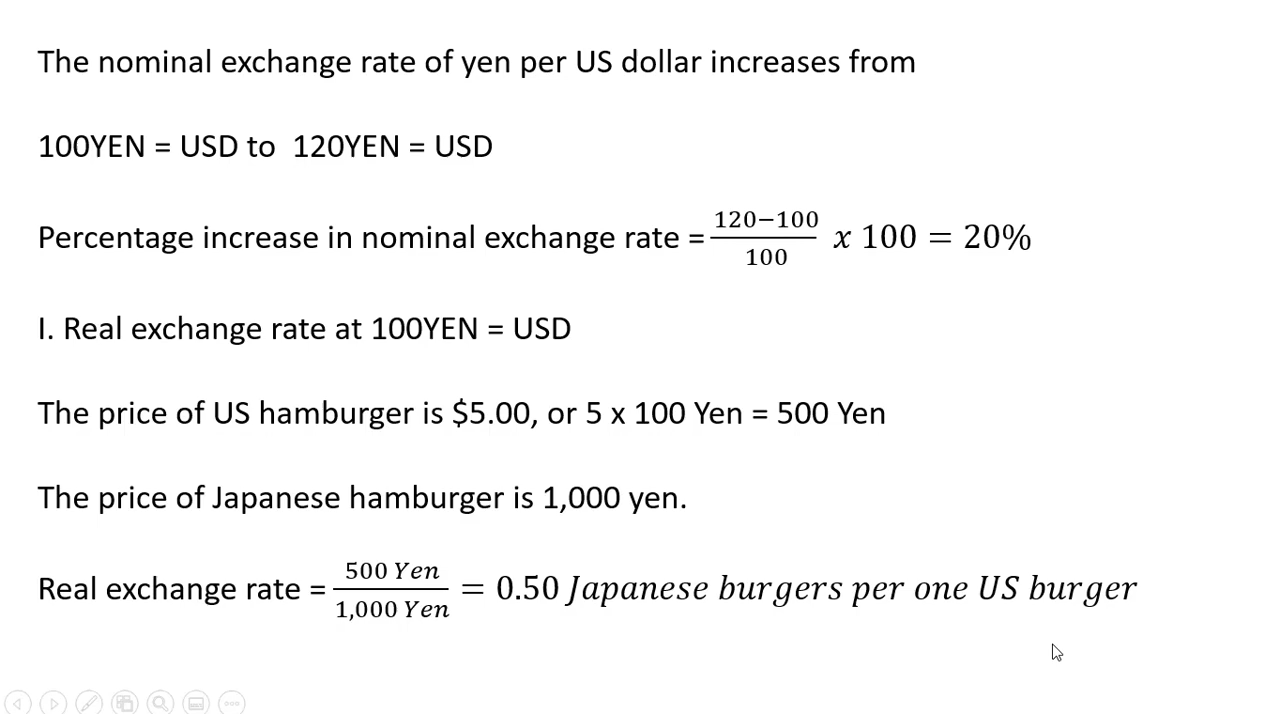 The nominal exchange rate of yen per US dollar increases from
100YEN = USD to  120YEN = USD
Percentage increase in nominal exchange rate = \frac{120−100}{100} x 100 = 20%
I. Real exchange rate at 100YEN = USD
The price of US hamburger is $5.00, or 5 x 100 Yen = 500 Yen
The price of Japanese hamburger is 1,000 yen.
Real exchange rate = \frac{500 Yen}{1,000 Yen} = 0.50 Japanese burgers per one US burger